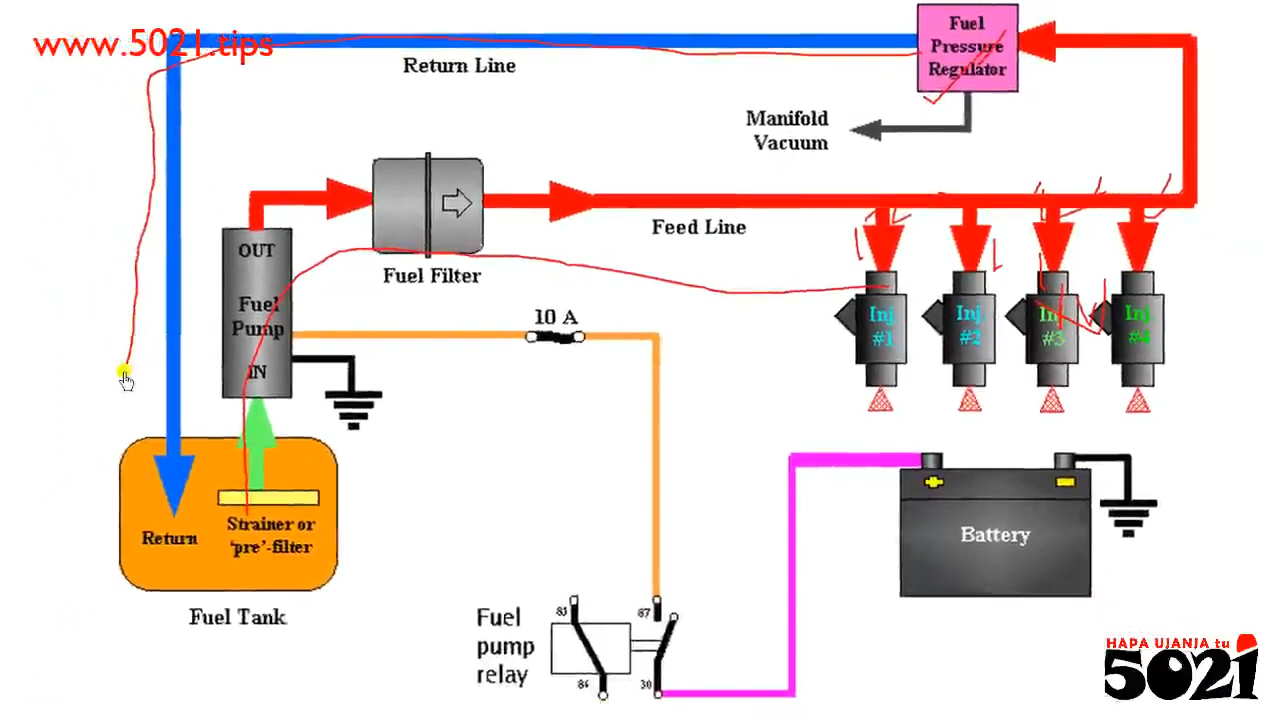 www.5021.tips
Return Line
Fuel
Pressure
Regulator
Manifold
Vacuum
OUT
Fuel
Pump
IN
Fuel Filter
Feed Line
10 A
Inj
#1
Inj
#2
Inj
#3
Inj
#4
Return
Strainer or
‘pre’-filter
Fuel Tank
Battery
Fuel
pump
relay
85
87
86
30
HAPA UJANJA tu
5021